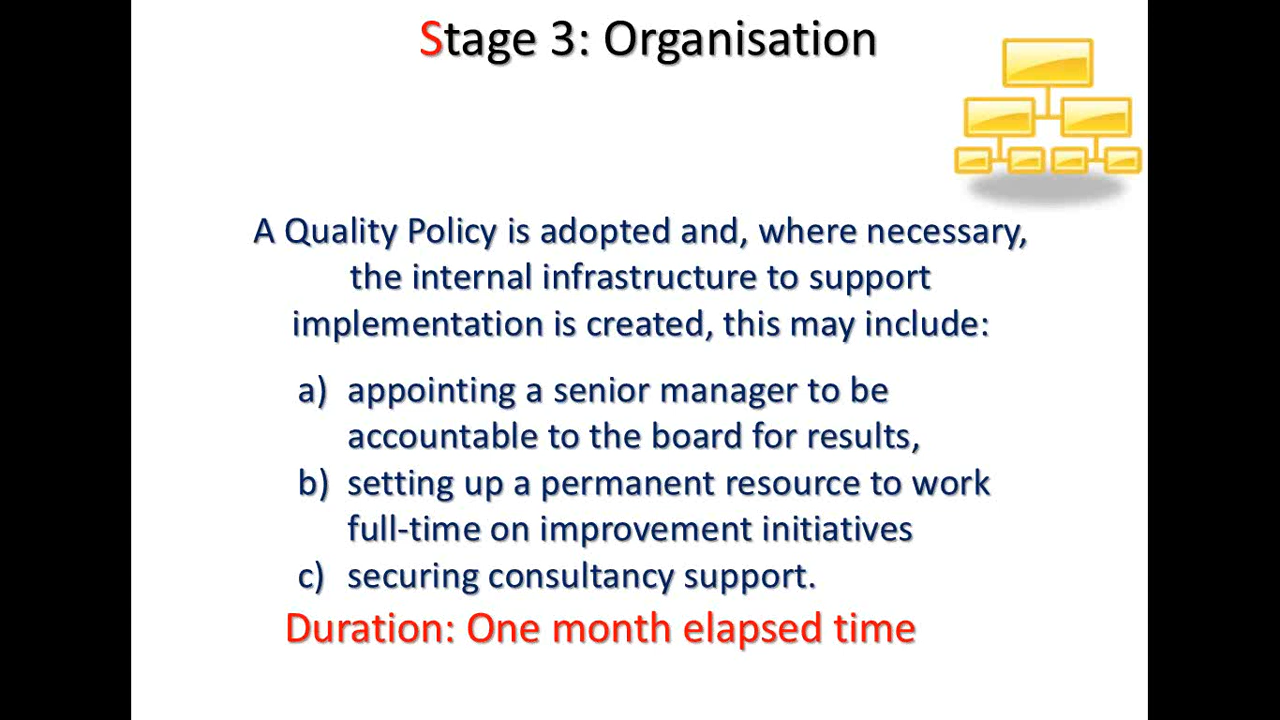 Stage 3: Organisation
A Quality Policy is adopted and, where necessary,
the internal infrastructure to support
implementation is created, this may include:
a) appointing a senior manager to be
accountable to the board for results,
b) setting up a permanent resource to work
full-time on improvement initiatives
c) securing consultancy support.
Duration: One month elapsed time